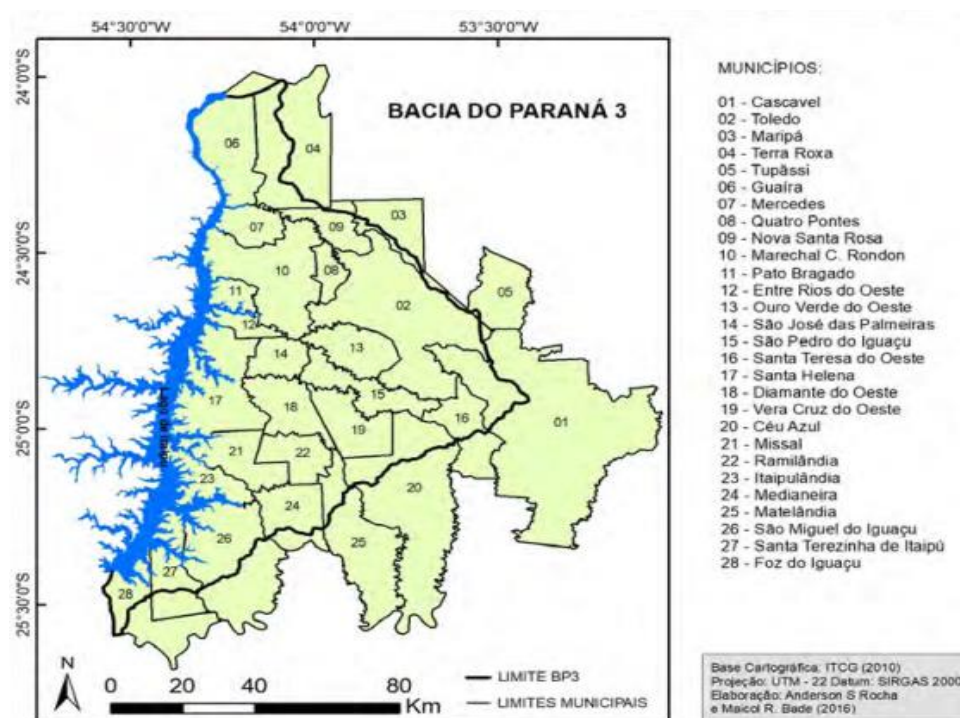 54°30'0"W 54°0'0"W 53°30'0"W
24°0'0"S
24°30'0"S
25°0'0"S
25°30'0"S
BACIA DO PARANÁ 3
06
04
03
07
09
10
08
05
11
02
12
13
14
15
17
18
16
19
01
21
22
20
23
24
26
25
27
28
Lago de Itaipu
N
0 20 40 80
Km
LIMITE BP3
LIMITES MUNICIPAIS
MUNICÍPIOS:
01 - Cascavel
02 - Toledo
03 - Maripá
04 - Terra Roxa
05 - Tupãssi
06 - Guaíra
07 - Mercedes
08 - Quatro Pontes
09 - Nova Santa Rosa
10 - Marechal C. Rondon
11 - Pato Bragado
12 - Entre Rios do Oeste
13 - Ouro Verde do Oeste
14 - São José das Palmeiras
15 - São Pedro do Iguaçu
16 - Santa Teresa do Oeste
17 - Santa Helena
18 - Diamante do Oeste
19 - Vera Cruz do Oeste
20 - Céu Azul
21 - Missal
22 - Ramilândia
23 - Itaipulândia
24 - Medianeira
25 - Matelândia
26 - São Miguel do Iguaçu
27 - Santa Terezinha de Itaipú
28 - Foz do Iguaçu
Base Cartográfica: ITCG (2010)
Projeção: UTM - 22 Datum: SIRGAS 2000
Elaboração: Anderson S Rocha
e Maicol R. Bade (2016)